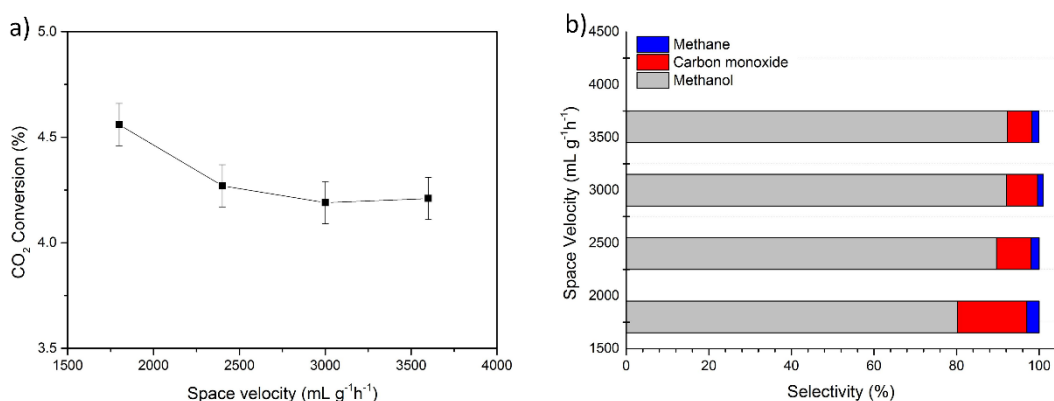 a)
5.0
4.5
4.0
3.5
CO₂ Conversion (%)
1500 2000 2500 3000 3500 4000
Space velocity (mL g⁻¹h⁻¹)
b)
Methane
Carbon monoxide
Methanol
4500
4000
3500
3000
2500
2000
1500
Space Velocity (mL g⁻¹h⁻¹)
0 20 40 60 80 100
Selectivity (%)